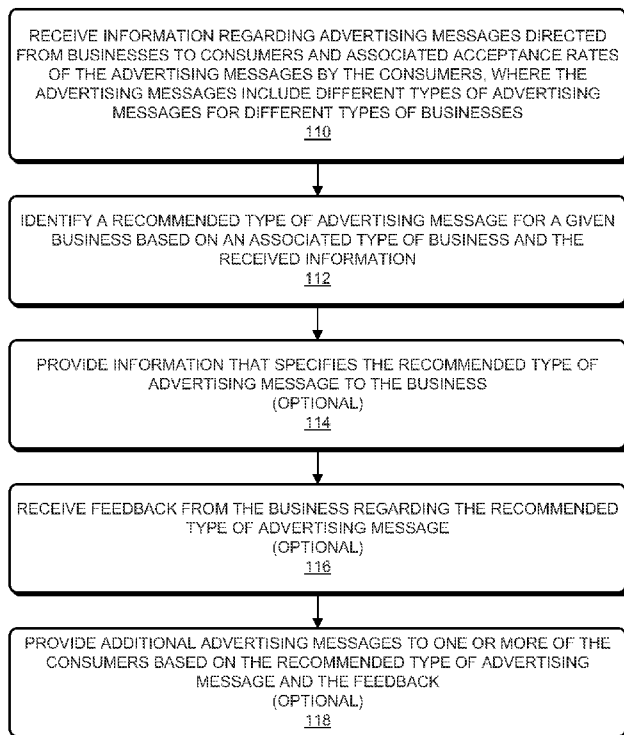 RECEIVE INFORMATION REGARDING ADVERTISING MESSAGES DIRECTED
FROM BUSINESSES TO CONSUMERS AND ASSOCIATED ACCEPTANCE RATES
OF THE ADVERTISING MESSAGES BY THE CONSUMERS, WHERE THE
ADVERTISING MESSAGES INCLUDE DIFFERENT TYPES OF ADVERTISING
MESSAGES FOR DIFFERENT TYPES OF BUSINESSES
110
IDENTIFY A RECOMMENDED TYPE OF ADVERTISING MESSAGE FOR A GIVEN
BUSINESS BASED ON AN ASSOCIATED TYPE OF BUSINESS AND THE
RECEIVED INFORMATION
112
PROVIDE INFORMATION THAT SPECIFIES THE RECOMMENDED TYPE OF
ADVERTISING MESSAGE TO THE BUSINESS
(OPTIONAL)
114
RECEIVE FEEDBACK FROM THE BUSINESS REGARDING THE RECOMMENDED
TYPE OF ADVERTISING MESSAGE
(OPTIONAL)
116
PROVIDE ADDITIONAL ADVERTISING MESSAGES TO ONE OR MORE OF THE
CONSUMERS BASED ON THE RECOMMENDED TYPE OF ADVERTISING
MESSAGE AND THE FEEDBACK
(OPTIONAL)
118